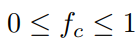 0 ≤ f_c ≤ 1